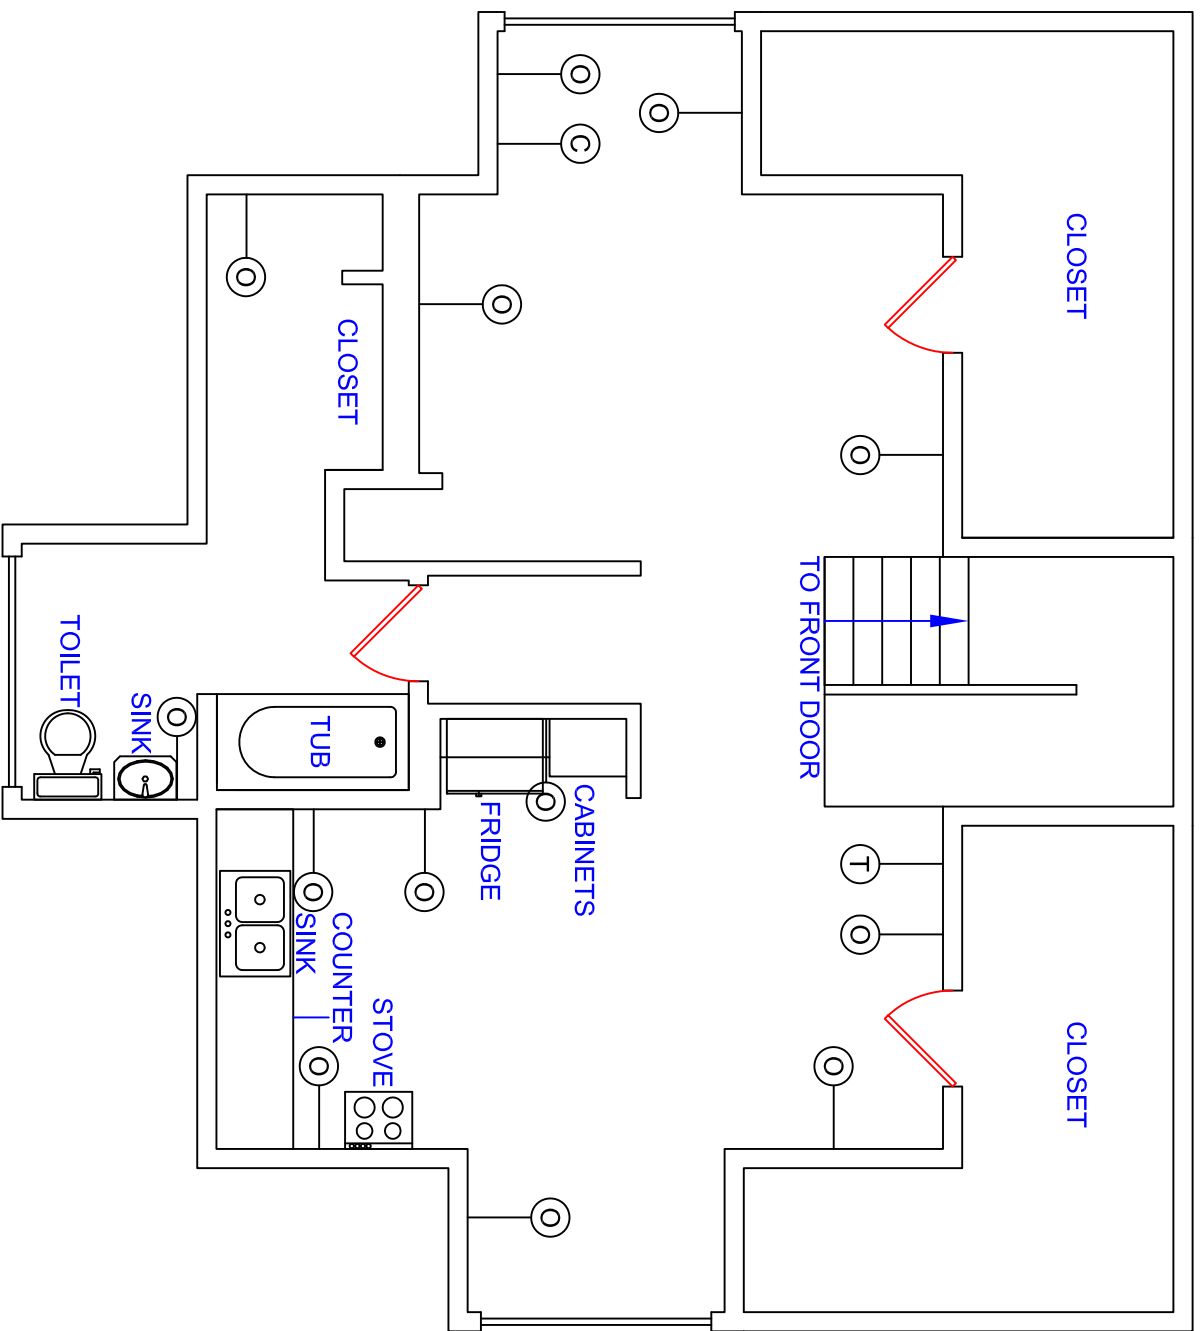 CLOSET
CLOSET
O
T
O
O
TO FRONT DOOR
O
O
C
CABINETS
O
O
O
FRIDGE
O
STOVE
CLOSET
COUNTER
TUB
O
O
SINK
O
O
SINK
TOILET